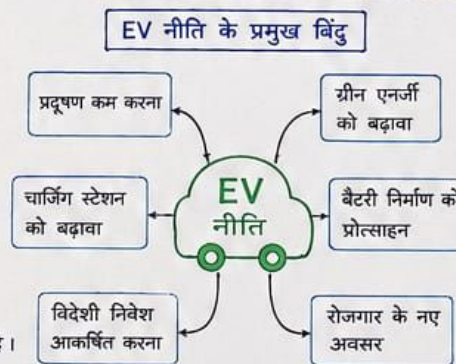 EV नीति के प्रमुख बिंदु
प्रदूषण कम करना
ग्रीन एनर्जी
को बढ़ावा
EV
नीति
चार्जिंग स्टेशन
को बढ़ावा
बैटरी निर्माण को
प्रोत्साहन
विदेशी निवेश
आकर्षित करना
रोजगार के नए
अवसर